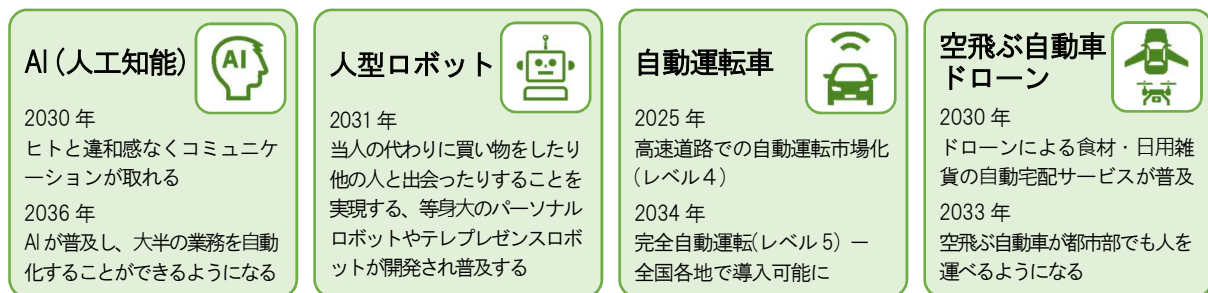 AI(人工知能)
AI
2030 年
ヒトと違和感なくコミュニケ
ーションが取れる
2036 年
AI が普及し、大半の業務を自動
化することができるようになる
人型ロボット
2031 年
当人の代わりに買い物をしたり
他の人と出会ったりすることを
実現する、等身大のパーソナル
ロボットやテレプレゼンスロボ
ットが開発され普及する
自動運転車
2025 年
高速道路での自動運転市場化
(レベル４)
2034 年
完全自動運転(レベル 5) ー
全国各地で導入可能に
空飛ぶ自動車
ドローン
2030 年
ドローンによる食材・日用雑
貨の自動宅配サービスが普及
2033 年
空飛ぶ自動車が都市部でも人を
運べるようになる